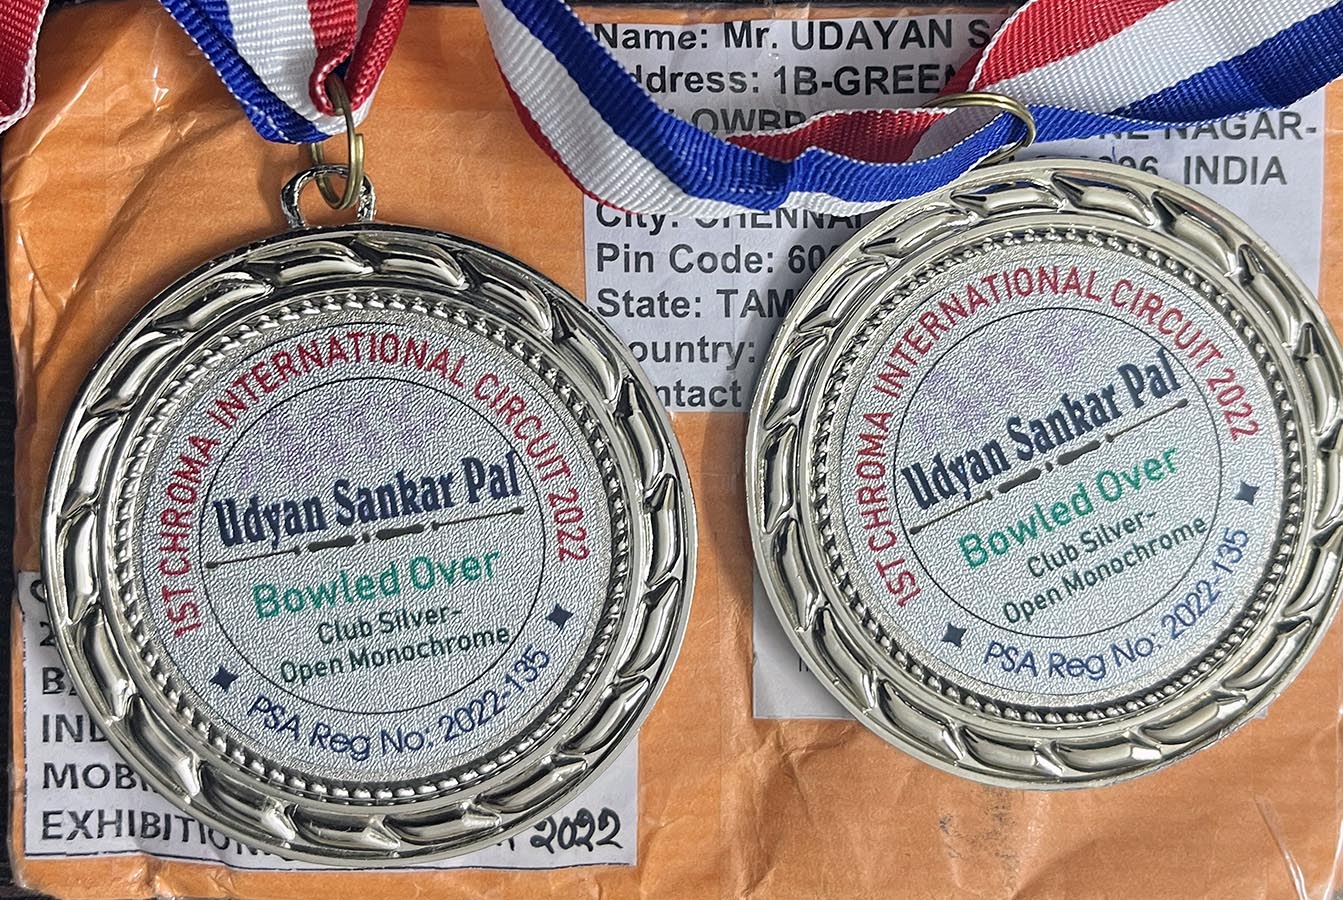 Name: Mr. UDAYAN
ddress: 1B-GREEN
NAGAR-
INDIA
City: CHENNAI
Pin Code: 60
State: TAM
ountry:
ntact
1ST CHROMA INTERNATIONAL CIRCUIT 2022
Udyan Sankar Pal
Bowled Over
Club Silver-
Open Monochrome
PSA Reg No: 2022-135
1ST CHROMA INTERNATIONAL CIRCUIT 2022
Udyan Sankar Pal
Bowled Over
Club Silver-
Open Monochrome
PSA Reg No: 2022-135
IND
MOBI
EXHIBITION 2022